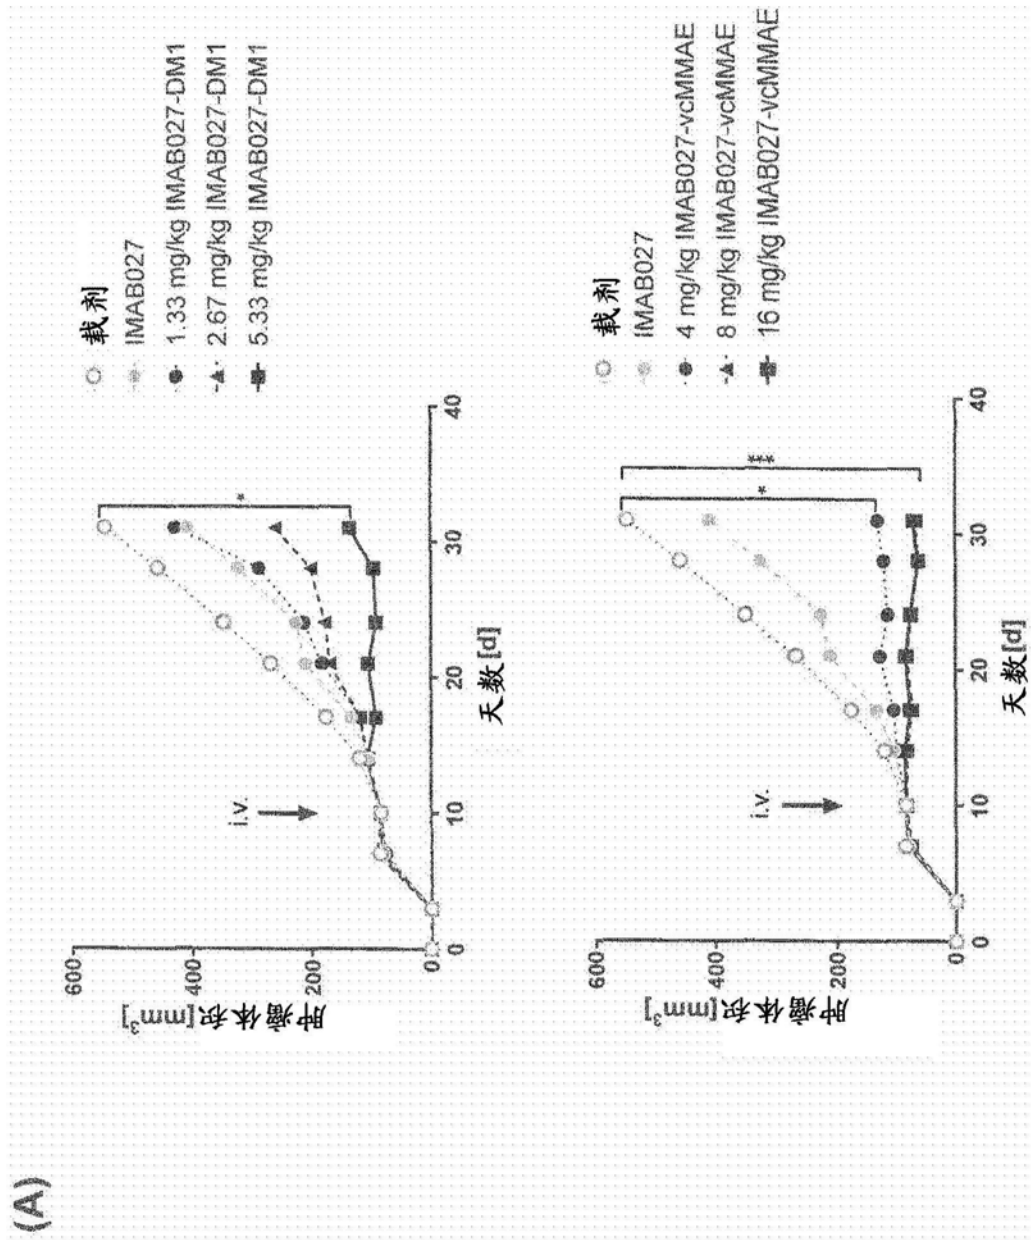 (A)
肿瘤体积[mm³]
600
400
200
0
0
10
20
30
40
天数[d]
i.v.
*
载剂
IMAB027
1.33 mg/kg IMAB027-DM1
2.67 mg/kg IMAB027-DM1
5.33 mg/kg IMAB027-DM1
肿瘤体积[mm³]
600
400
200
0
0
10
20
30
40
天数[d]
i.v.
*
载剂
IMAB027
4 mg/kg IMAB027-vcMMAE
8 mg/kg IMAB027-vcMMAE
16 mg/kg IMAB027-vcMMAE